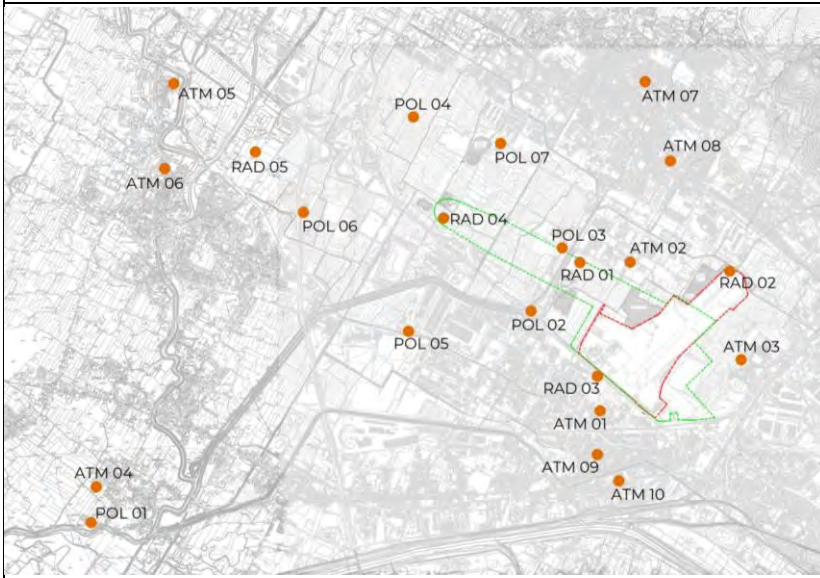 ATM 05
ATM 07
POL 04
POL 07
ATM 08
RAD 05
ATM 06
POL 06
RAD 04
POL 03
ATM 02
RAD 01
RAD 02
POL 02
POL 05
ATM 03
RAD 03
ATM 01
ATM 09
ATM 04
ATM 10
POL 01